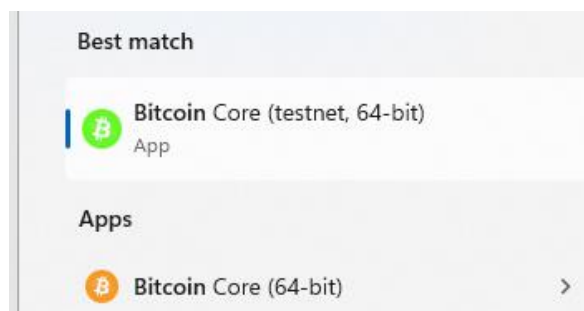 Best match
Bitcoin Core (testnet, 64-bit)
App
Apps
Bitcoin Core (64-bit)